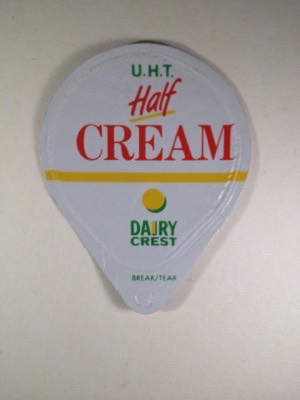 U.H.T.
Half
CREAM
DAIRY
CREST
BREAK/TEAR